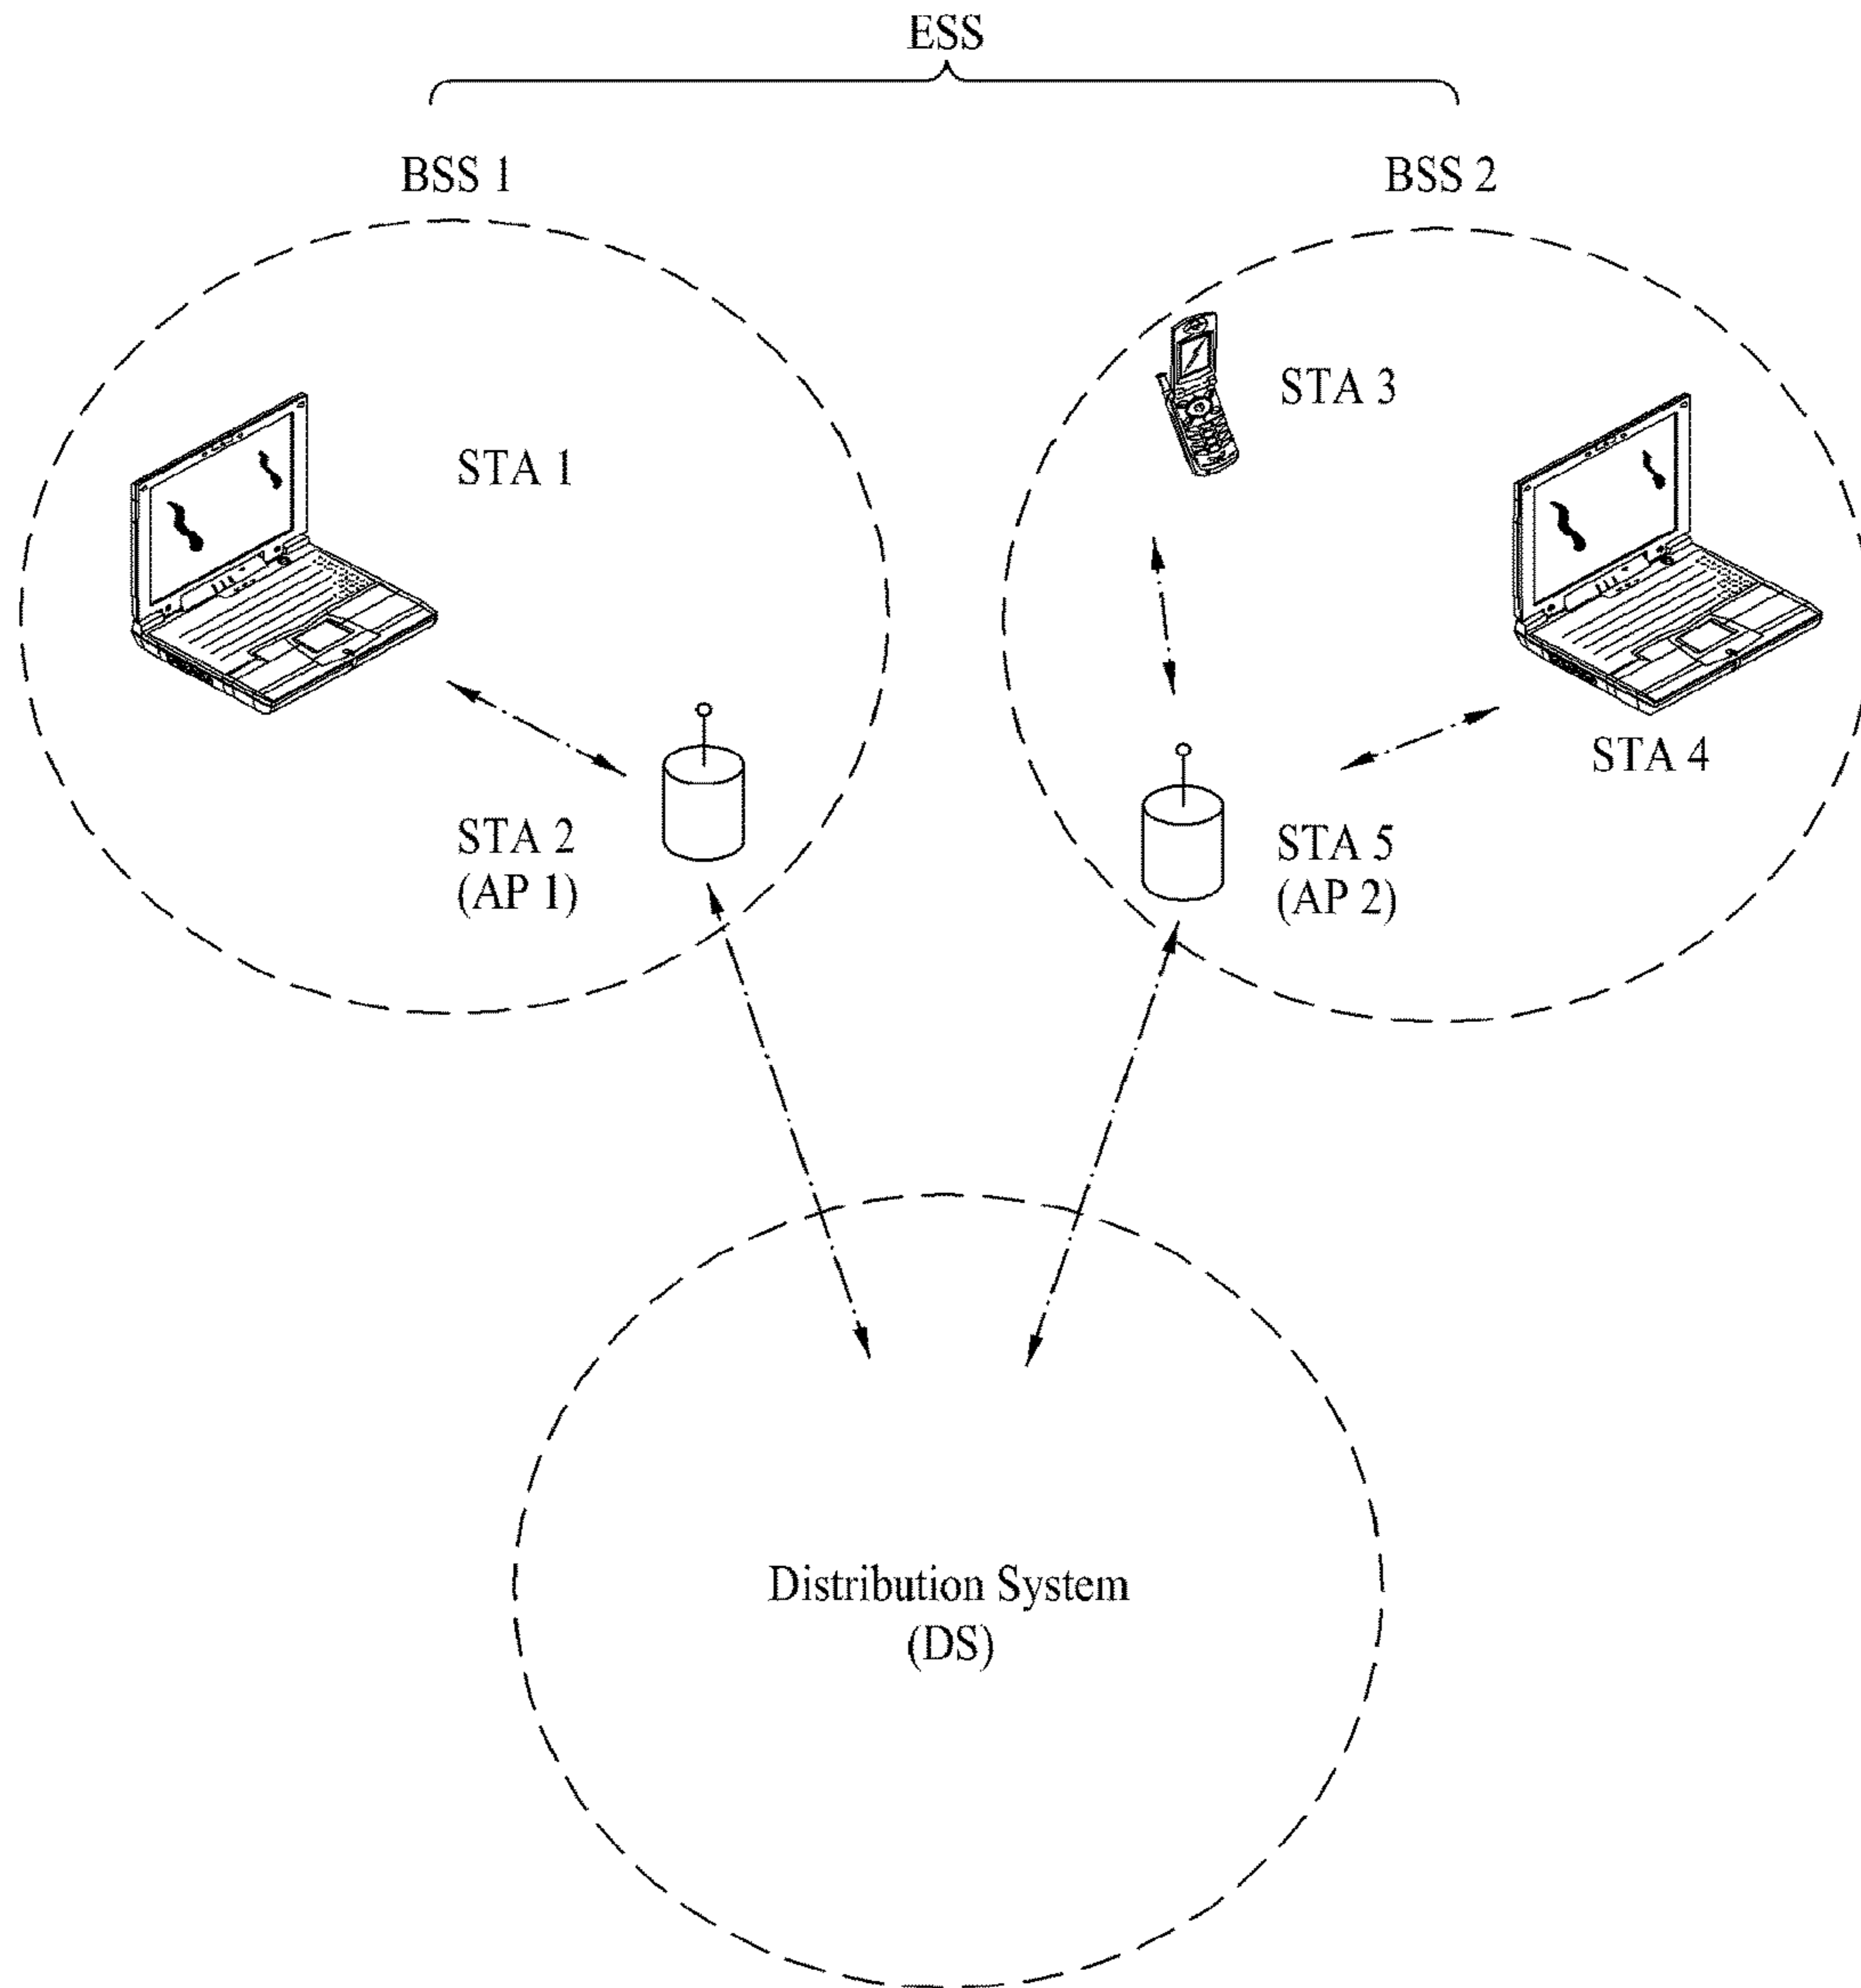 ESS
BSS 1
BSS 2
STA 1
STA 3
STA 4
STA 2
(AP 1)
STA 5
(AP 2)
Distribution System
(DS)